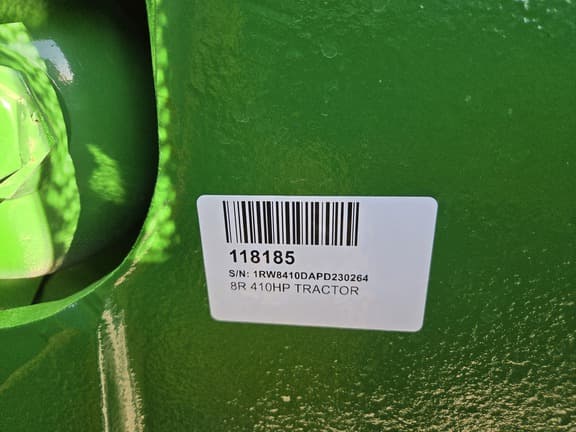 118185
S/N: 1RW8410DAPD230264
8R 410HP TRACTOR